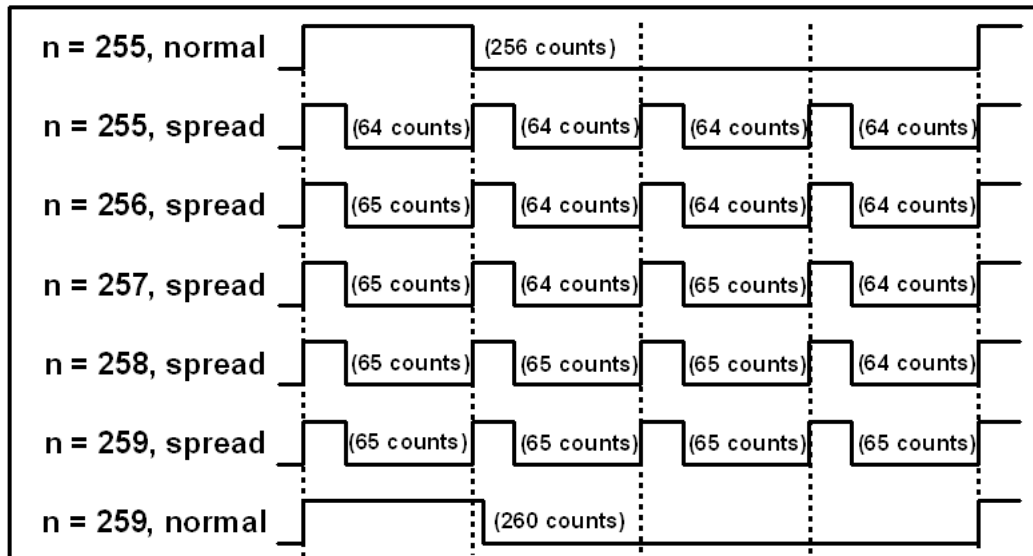 n = 255, normal (256 counts)
n = 255, spread (64 counts) (64 counts) (64 counts) (64 counts)
n = 256, spread (65 counts) (64 counts) (64 counts) (64 counts)
n = 257, spread (65 counts) (64 counts) (65 counts) (64 counts)
n = 258, spread (65 counts) (65 counts) (65 counts) (64 counts)
n = 259, spread (65 counts) (65 counts) (65 counts) (65 counts)
n = 259, normal (260 counts)